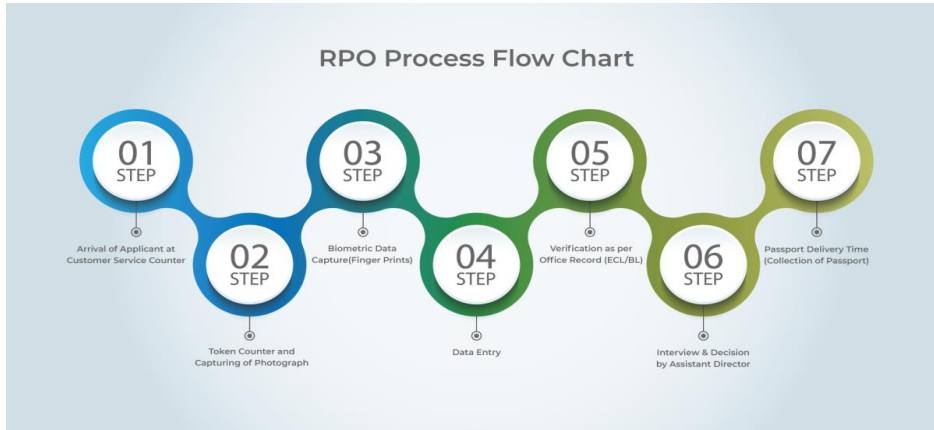 RPO Process Flow Chart
01
STEP
Arrival of Applicant at
Customer Service Counter
02
STEP
Token Counter and
Capturing of Photograph
03
STEP
Biometric Data
Capture(Finger Prints)
04
STEP
Data Entry
05
STEP
Verification as per
Office Record (ECL/BL)
06
STEP
Interview & Decision
by Assistant Director
07
STEP
Passport Delivery Time
(Collection of Passport)